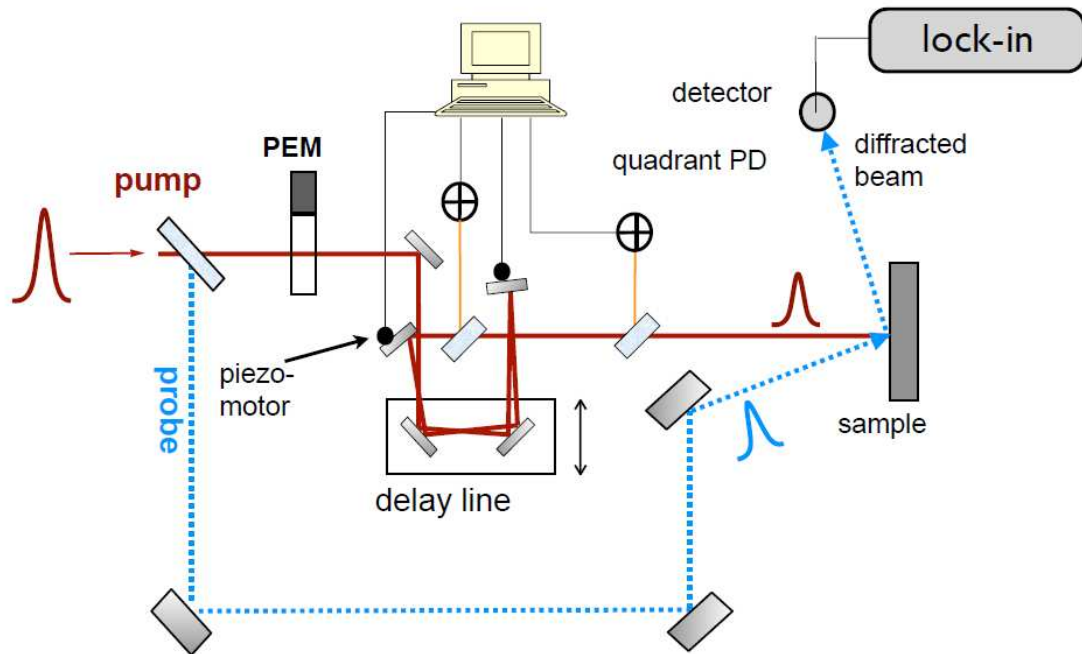 lock-in
detector
PEM
quadrant PD
diffracted
beam
pump
piezo-
motor
probe
sample
delay line